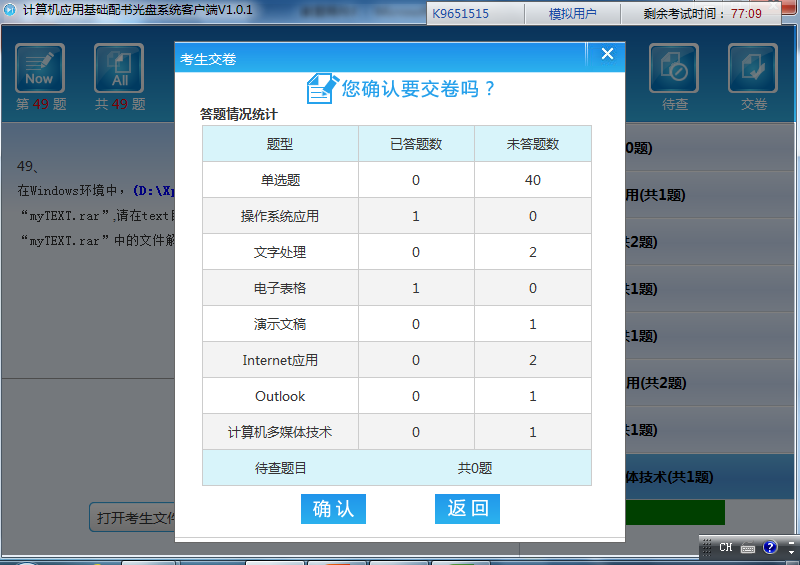 计算机应用基础配书光盘系统客户端V1.0.1
K9651515 模拟用户 剩余考试时间：77:09
Now All
第 49 题 共 49 题 待查 交卷
考生交卷
您确认要交卷吗？
答题情况统计
题型 已答题数 未答题数
单选题 0 40
操作系统应用 1 0
文字处理 0 2
电子表格 1 0
演示文稿 0 1
Internet应用 0 2
Outlook 0 1
计算机多媒体技术 0 1
待查题目 共0题
确 认 返 回
49、
在Windows环境中，(D:\Xp
“myTEXT.rar”,请在text
“myTEXT.rar”中的文件解
打开考生文件
0题)
用(共1题)
共2题)
共1题)
共1题)
用(共2题)
共1题)
体技术(共1题)
CH